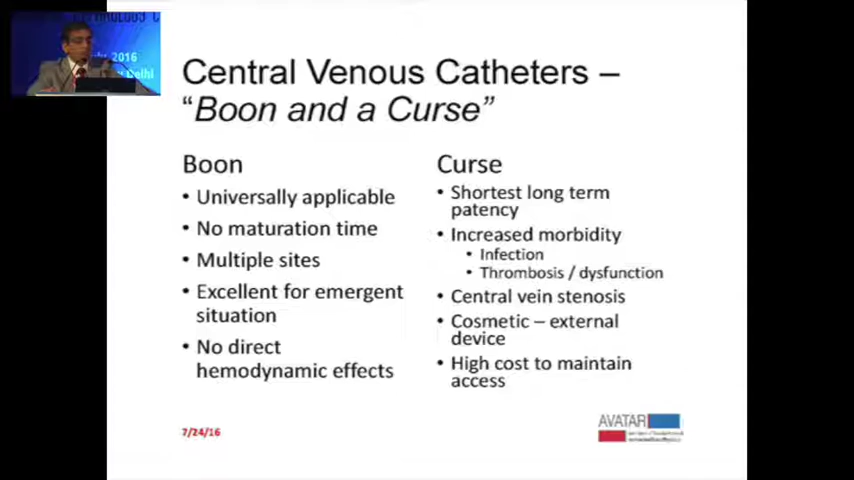 2016
Delhi
Central Venous Catheters –
“Boon and a Curse”
Boon
• Universally applicable
• No maturation time
• Multiple sites
• Excellent for emergent
situation
• No direct
hemodynamic effects
Curse
• Shortest long term
patency
• Increased morbidity
• Infection
• Thrombosis / dysfunction
• Central vein stenosis
• Cosmetic – external
device
• High cost to maintain
access
7/24/16
AVATAR